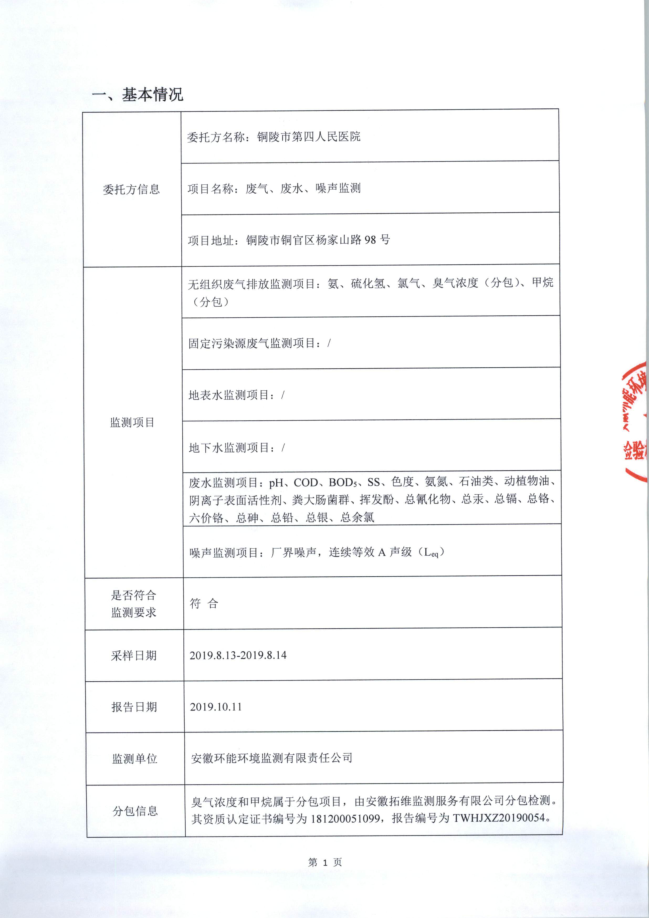 一、基本情况
委托方信息
委托方名称：铜陵市第四人民医院
项目名称：废气、废水、噪声监测
项目地址：铜陵市铜官区杨家山路 98 号
监测项目
无组织废气排放监测项目：氨、硫化氢、氯气、臭气浓度（分包）、甲烷
（分包）
固定污染源废气监测项目：/
地表水监测项目：/
地下水监测项目：/
废水监测项目：pH、COD、BOD₅、SS、色度、氨氮、石油类、动植物油、
阴离子表面活性剂、粪大肠菌群、挥发酚、总氰化物、总汞、总镉、总铬、
六价铬、总砷、总铅、总银、总余氯
噪声监测项目：厂界噪声，连续等效 A 声级（Leq）
是否符合
监测要求
符 合
采样日期
2019.8.13-2019.8.14
报告日期
2019.10.11
监测单位
安徽环能环境监测有限责任公司
分包信息
臭气浓度和甲烷属于分包项目，由安徽拓维监测服务有限公司分包检测。
其资质认定证书编号为 181200051099，报告编号为 TWHJXZ20190054。
第 1 页